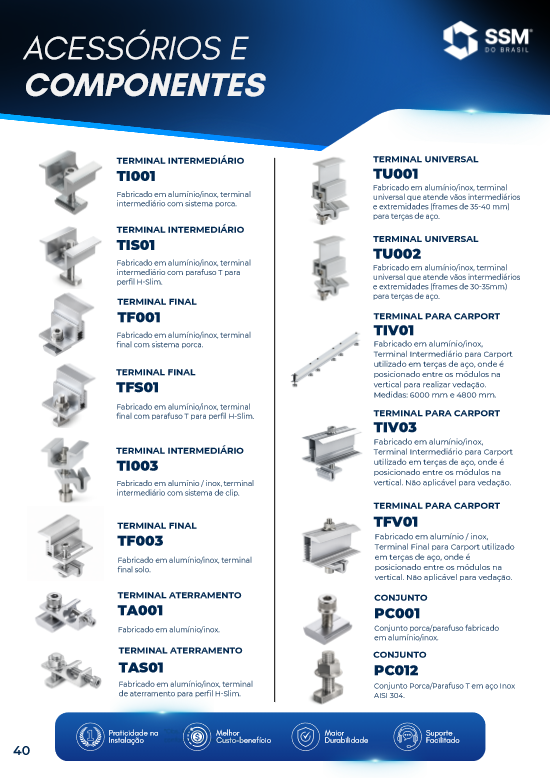 ACESSÓRIOS E
COMPONENTES
SSM
DO BRASIL
TERMINAL INTERMEDIÁRIO
TI001
Fabricado em alumínio/inox, terminal
intermediário com sistema porca.
TERMINAL INTERMEDIÁRIO
TIS01
Fabricado em alumínio/inox, terminal
intermediário com parafuso T para
perfil H-Slim.
TERMINAL FINAL
TF001
Fabricado em alumínio/inox, terminal
final com sistema porca.
TERMINAL FINAL
TFS01
Fabricado em alumínio/inox, terminal
final com parafuso T para perfil H-Slim.
TERMINAL INTERMEDIÁRIO
TI003
Fabricado em alumínio / inox, terminal
intermediário com sistema de clip.
TERMINAL FINAL
TF003
Fabricado em alumínio/inox, terminal
final solo.
TERMINAL ATERRAMENTO
TA001
Fabricado em alumínio/inox.
TERMINAL ATERRAMENTO
TAS01
Fabricado em alumínio/inox, terminal
de aterramento para perfil H-Slim.
TERMINAL UNIVERSAL
TU001
Fabricado em alumínio/inox, terminal
universal que atende vãos intermediários
e extremidades (frames de 35-40 mm)
para terças de aço.
TERMINAL UNIVERSAL
TU002
Fabricado em alumínio/inox, terminal
universal que atende vãos intermediários
e extremidades (frames de 30-35mm)
para terças de aço.
TERMINAL PARA CARPORT
TIV01
Fabricado em alumínio/inox,
Terminal Intermediário para Carport
utilizado em terças de aço, onde é
posicionado entre os módulos na
vertical para realizar vedação.
Medidas: 6000 mm e 4800 mm.
TERMINAL PARA CARPORT
TIV03
Fabricado em alumínio/inox,
Terminal Intermediário para Carport
utilizado em terças de aço, onde é
posicionado entre os módulos na
vertical. Não aplicável para vedação.
TERMINAL PARA CARPORT
TFV01
Fabricado em alumínio / inox,
Terminal Final para Carport utilizado
em terças de aço, onde é
posicionado entre os módulos na
vertical. Não aplicável para vedação.
CONJUNTO
PC001
Conjunto porca/parafuso fabricado
em alumínio/inox.
CONJUNTO
PC012
Conjunto Porca/Parafuso T em aço Inox
AISI 304.
40
Praticidade na
Instalação
Melhor
Custo-benefício
Maior
Durabilidade
Suporte
Facilitado